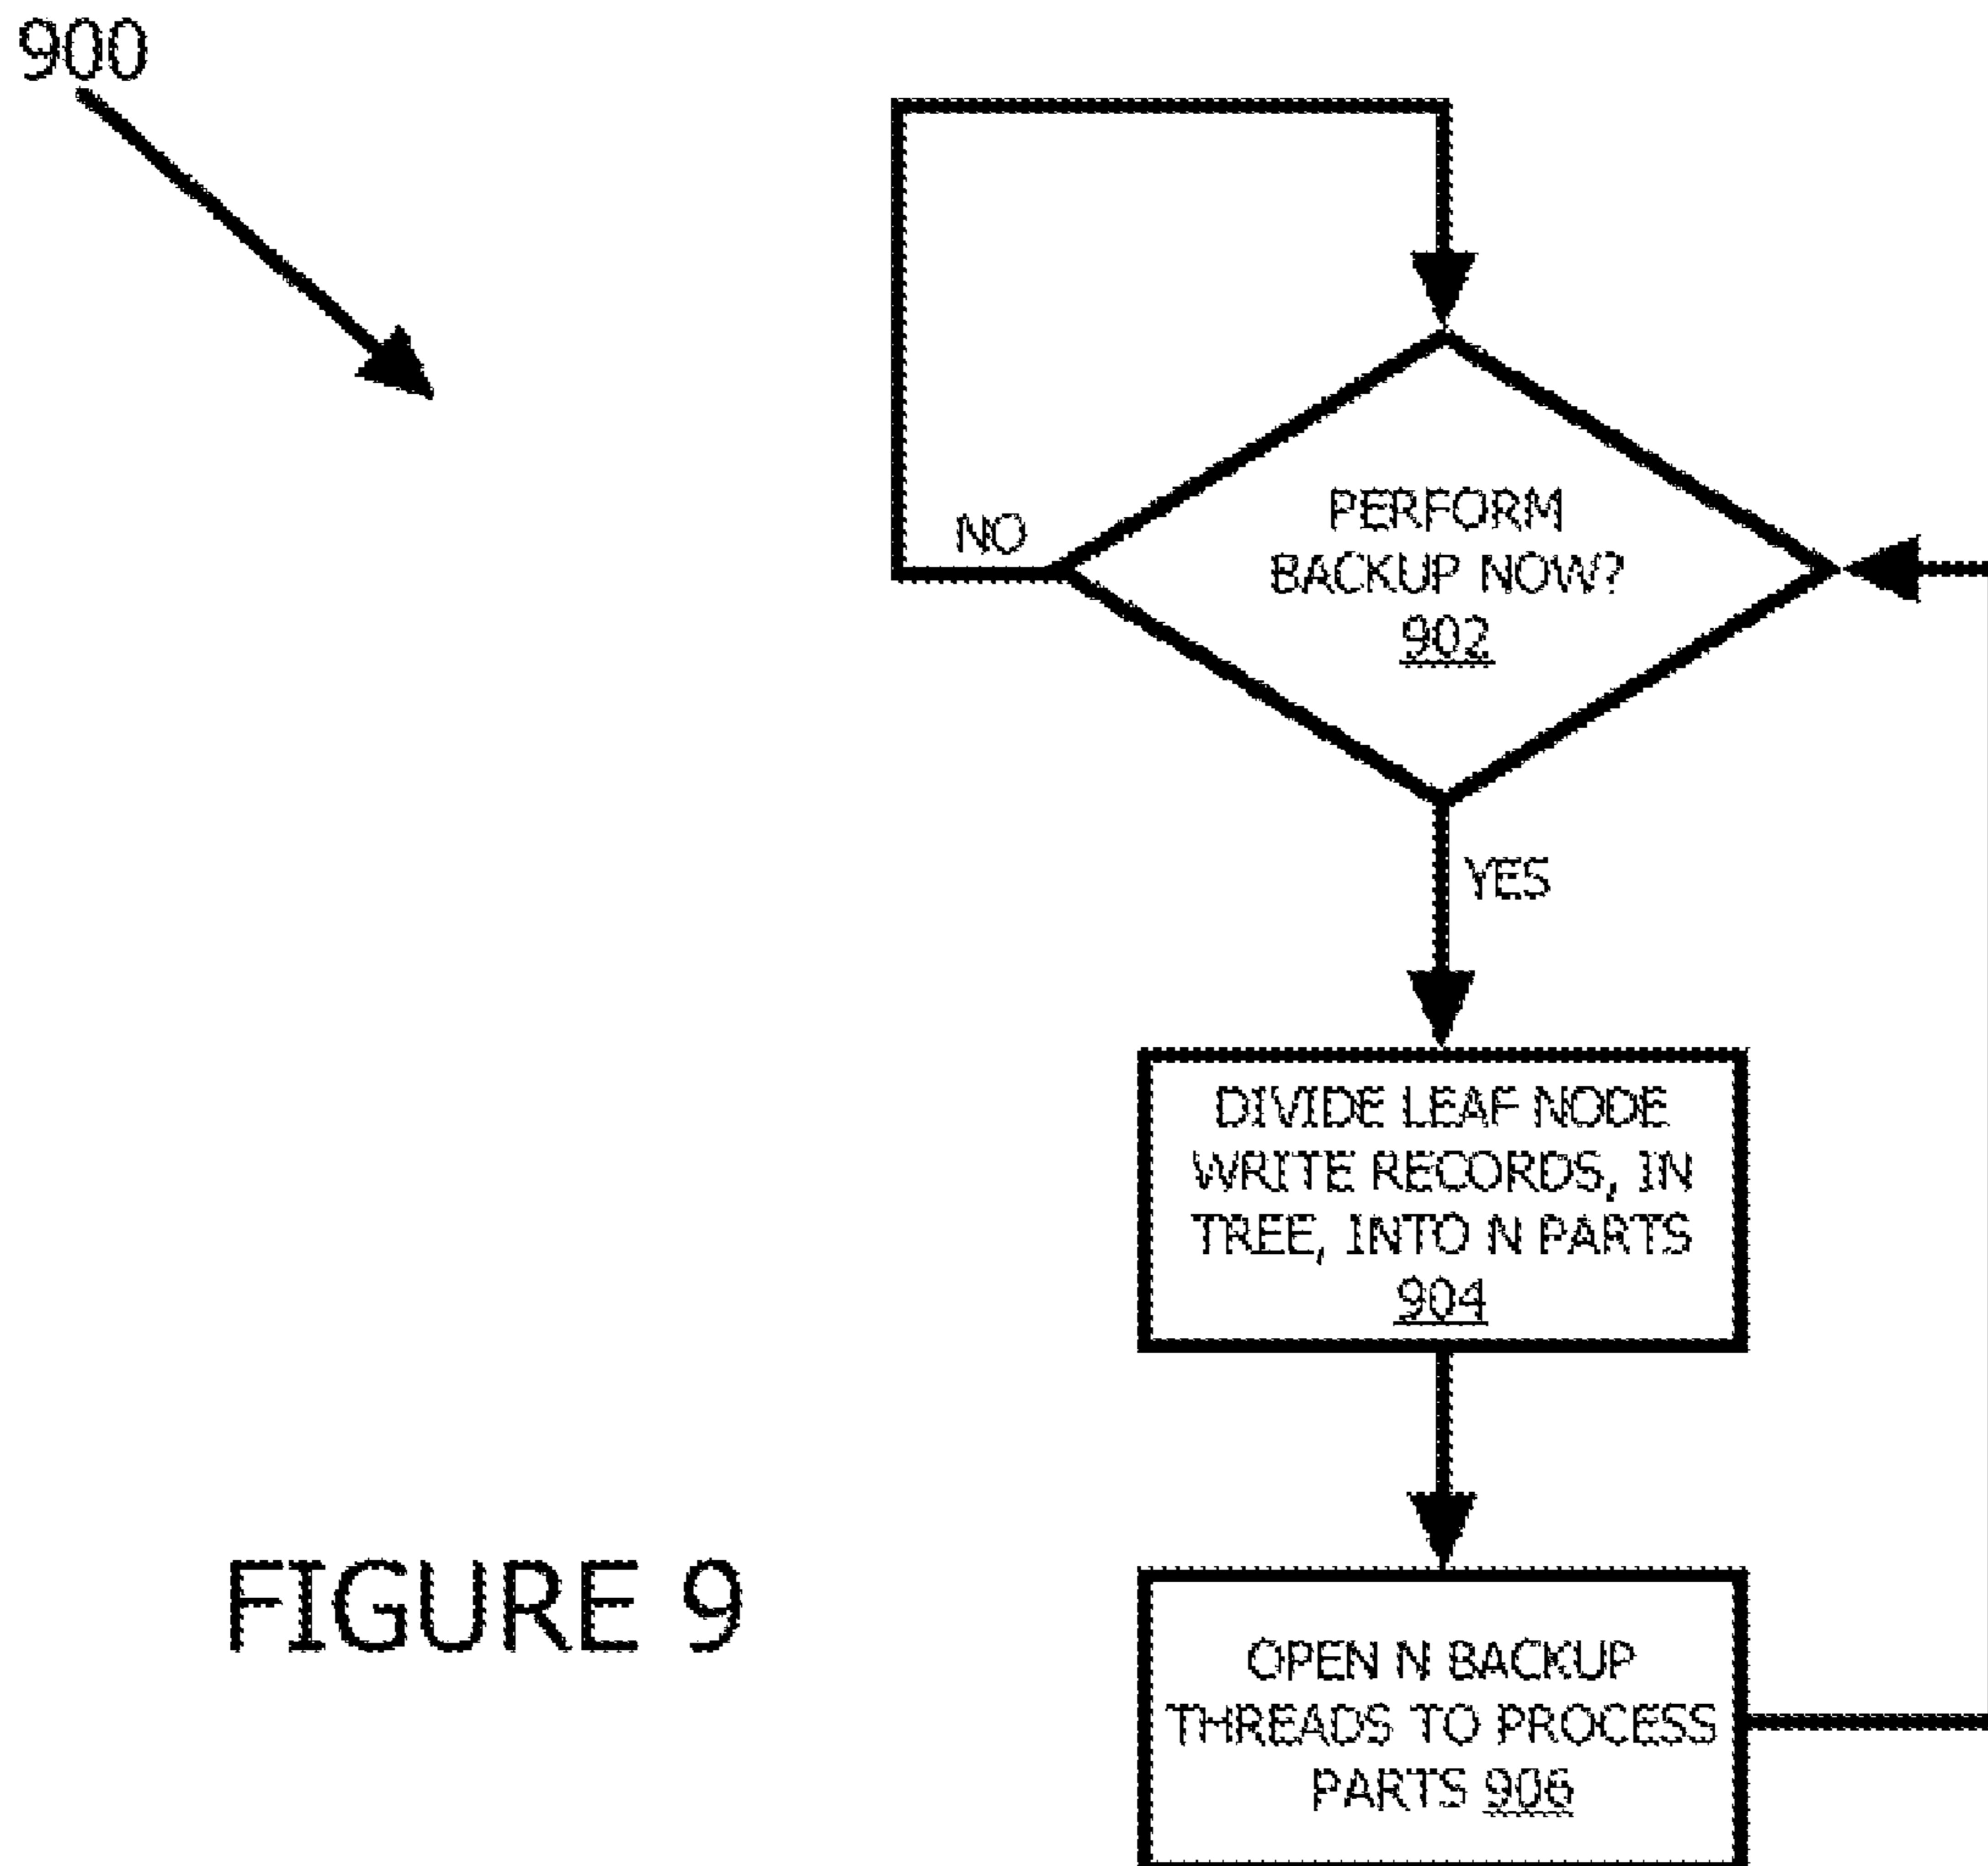 900
PERFORM
BACKUP NOW?
902
NO
YES
DIVIDE LEAF NODE
WRITE RECORDS, IN
TREE, INTO N PARTS
904
OPEN N BACKUP
THREADS TO PROCESS
PARTS 906
FIGURE 9